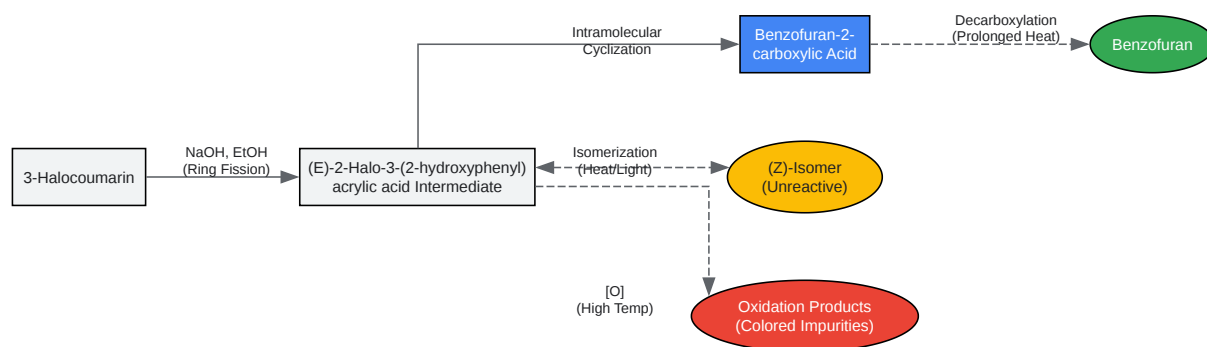 Intramolecular
Cyclization
Benzofuran-2-
carboxylic Acid
Decarboxylation
(Prolonged Heat)
Benzofuran
3-Halocoumarin
NaOH, EtOH
(Ring Fission)
(E)-2-Halo-3-(2-hydroxyphenyl)
acrylic acid Intermediate
Isomerization
(Heat/Light)
(Z)-Isomer
(Unreactive)
[O]
(High Temp)
Oxidation Products
(Colored Impurities)